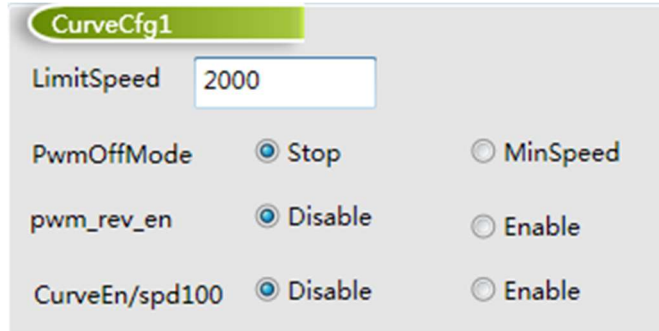 CurveCfg1
LimitSpeed 2000
PwmOffMode Stop MinSpeed
pwm_rev_en Disable Enable
CurveEn/spd100 Disable Enable